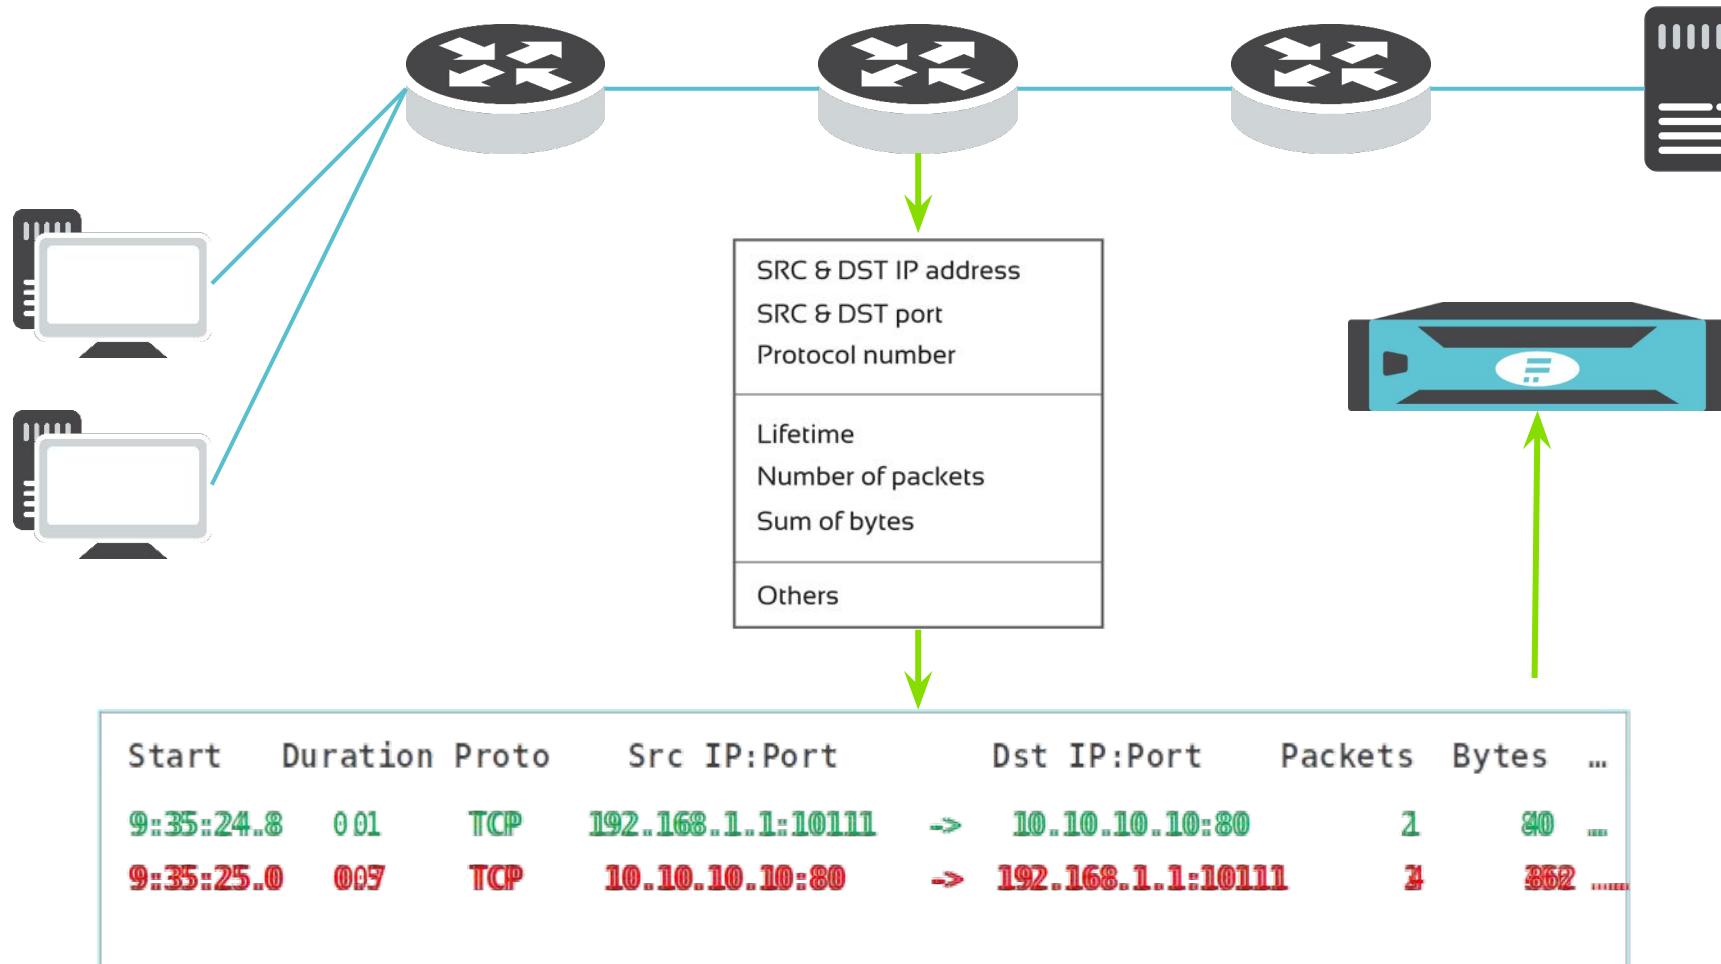 SRC & DST IP address
SRC & DST port
Protocol number
Lifetime
Number of packets
Sum of bytes
Others
Start Duration Proto Src IP:Port Dst IP:Port Packets Bytes ...
9:35:24.8 TCP 192.168.1.1:10111 -> 10.10.10.10:80 ...
9:35:25.0 TCP 10.10.10.10:80 -> 192.168.1.1:10111